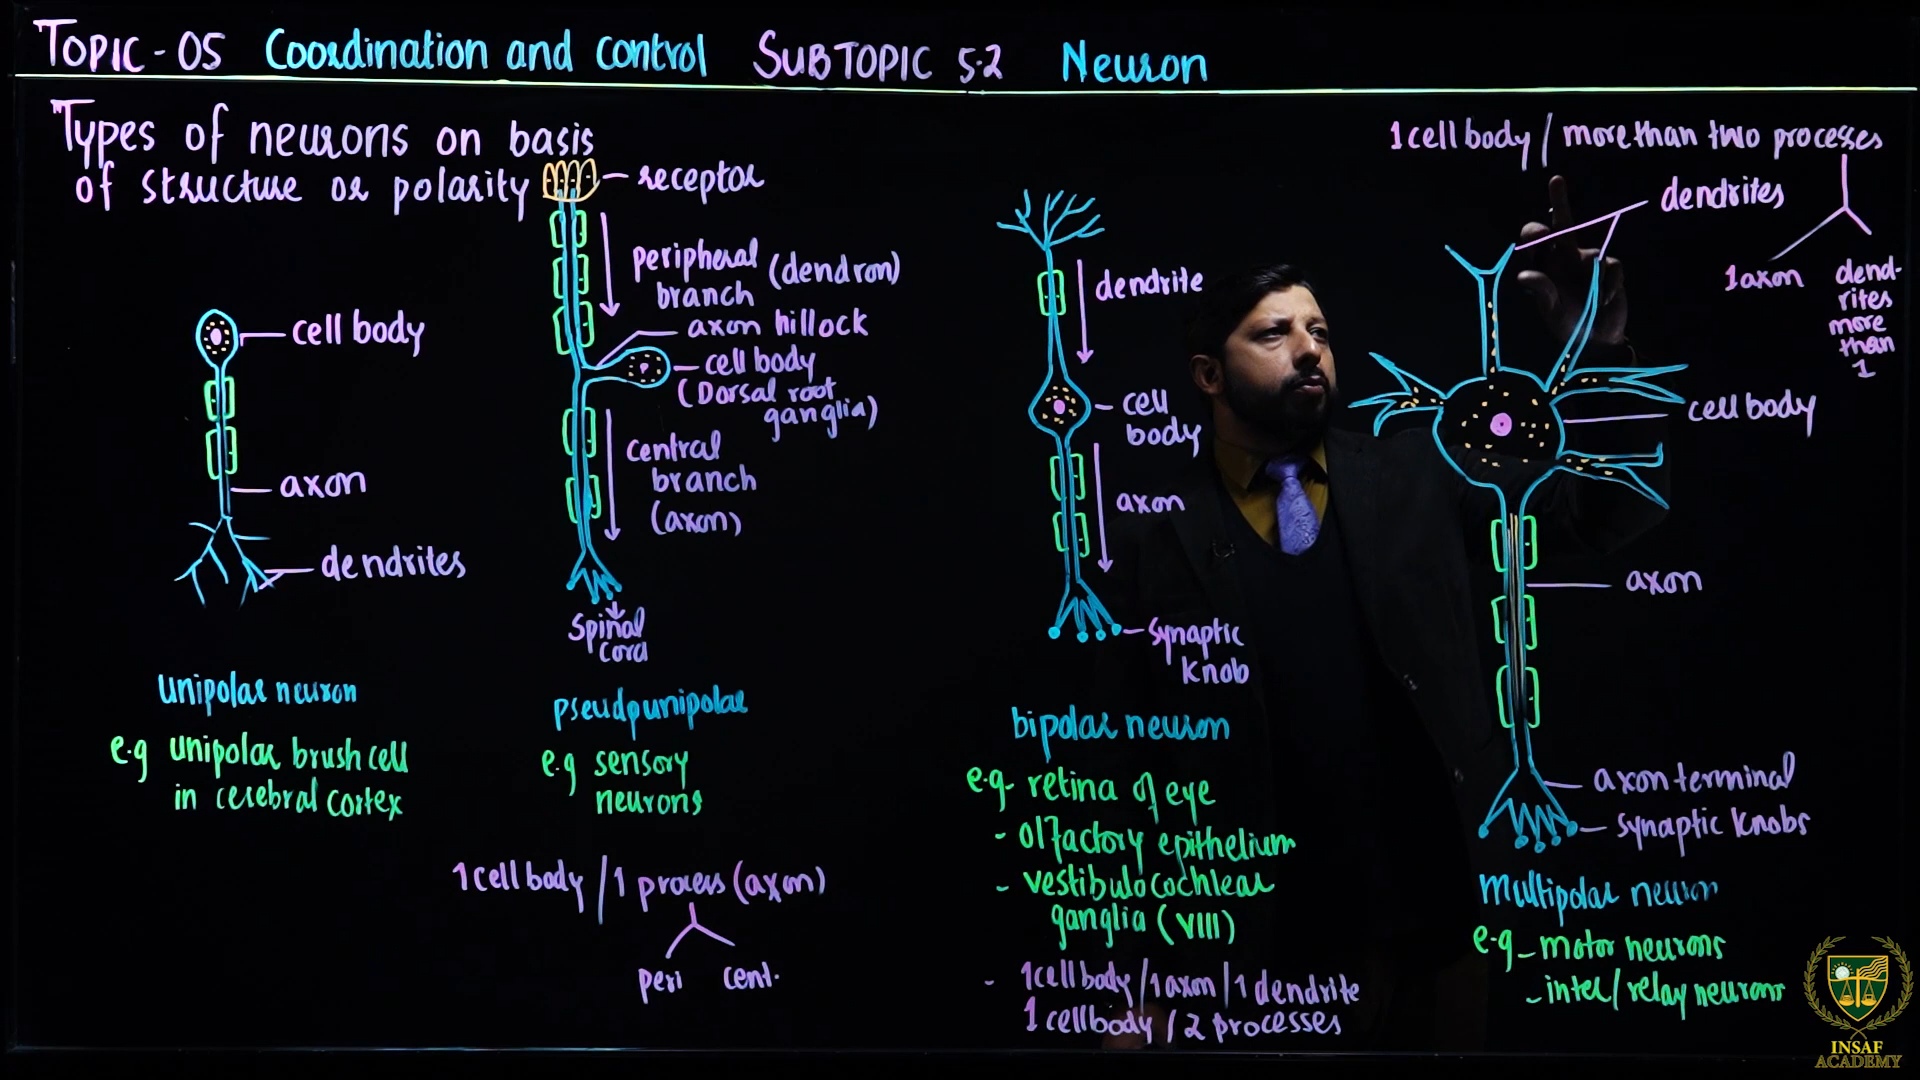 TOPIC - 05 Coordination and control SUBTOPIC 5.2 Neuron
Types of neurons on basis
of structure or polarity
cell body
axon
dendrites
unipolar neuron
e.g unipolar brush cell
in cerebral cortex
receptor
peripheral (dendron)
branch
axon hillock
cell body
(Dorsal root
ganglia)
central
branch
(axon)
Spinal
cord
pseudounipolar
e.g sensory
neurons
1 cell body / 1 process (axon)
peri cent.
dendrite
cell
body
axon
synaptic
knob
bipolar neuron
e.g- retina of eye
- olfactory epithelium
- vestibulocochlear
ganglia (VIII)
- 1 cell body / 1 axon / 1 dendrite
1 cell body / 2 processes
1 cell body / more than two processes
dendrites
1 axon
dend-
rites
more
than
1
cell body
axon
axon terminal
synaptic knobs
multipolar neuron
e.g - motor neurons
- inter/relay neurons
INSAF
ACADEMY